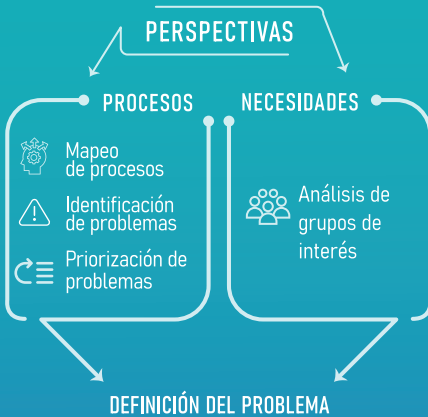 PERSPECTIVAS
PROCESOS
Mapeo
de procesos
Identificación
de problemas
Priorización de
problemas
NECESIDADES
Análisis de
grupos de
interés
DEFINICIÓN DEL PROBLEMA